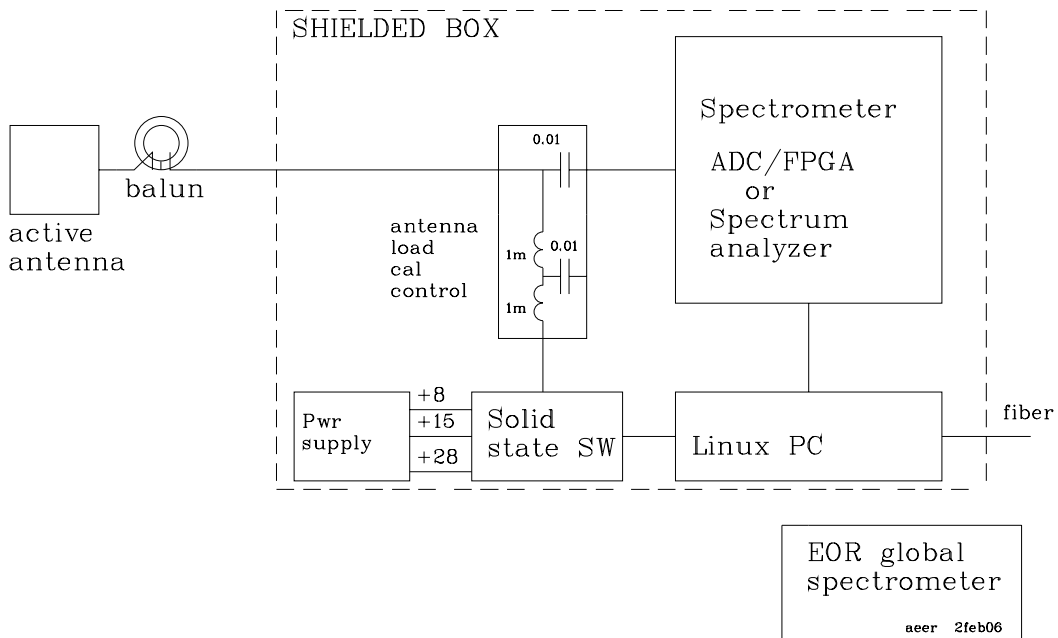 SHIELDED BOX
active
antenna
balun
antenna
load
cal
control
0.01
1m
0.01
1m
Spectrometer
ADC/FPGA
or
Spectrum
analyzer
Pwr
supply
+8
+15
+28
Solid
state SW
Linux PC
fiber
EOR global
spectrometer
aeer 2feb06